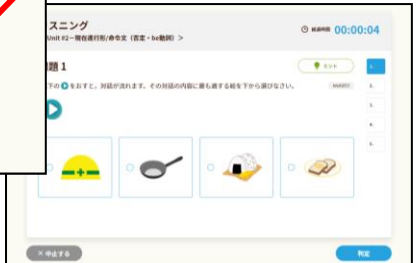 スニング
Unit #2－現在進行形/命令文（否定・be動詞） ＞
経過時間 00:00:04
題 1
ヒント
下の をおすと、対話が流れます。その対話の内容に最も適する絵を下から選びなさい。
1.
2.
3.
4.
5.
× 中止する
判定